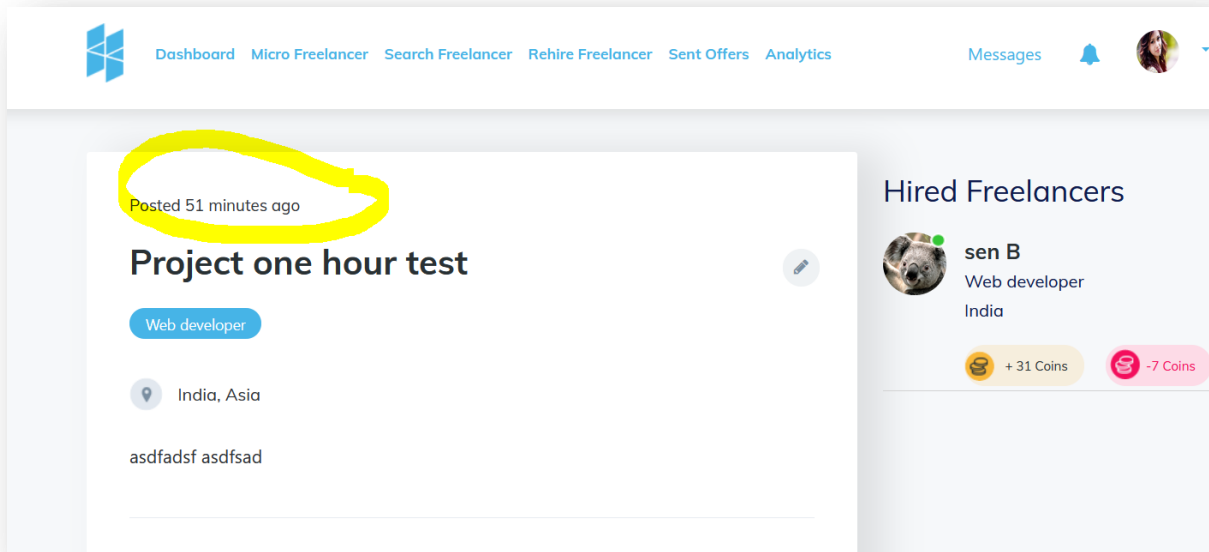 Dashboard Micro Freelancer Search Freelancer Rehire Freelancer Sent Offers Analytics Messages
Posted 51 minutes ago
Project one hour test
Web developer
India, Asia
asdfadsf asdfsad
Hired Freelancers
sen B
Web developer
India
+ 31 Coins -7 Coins